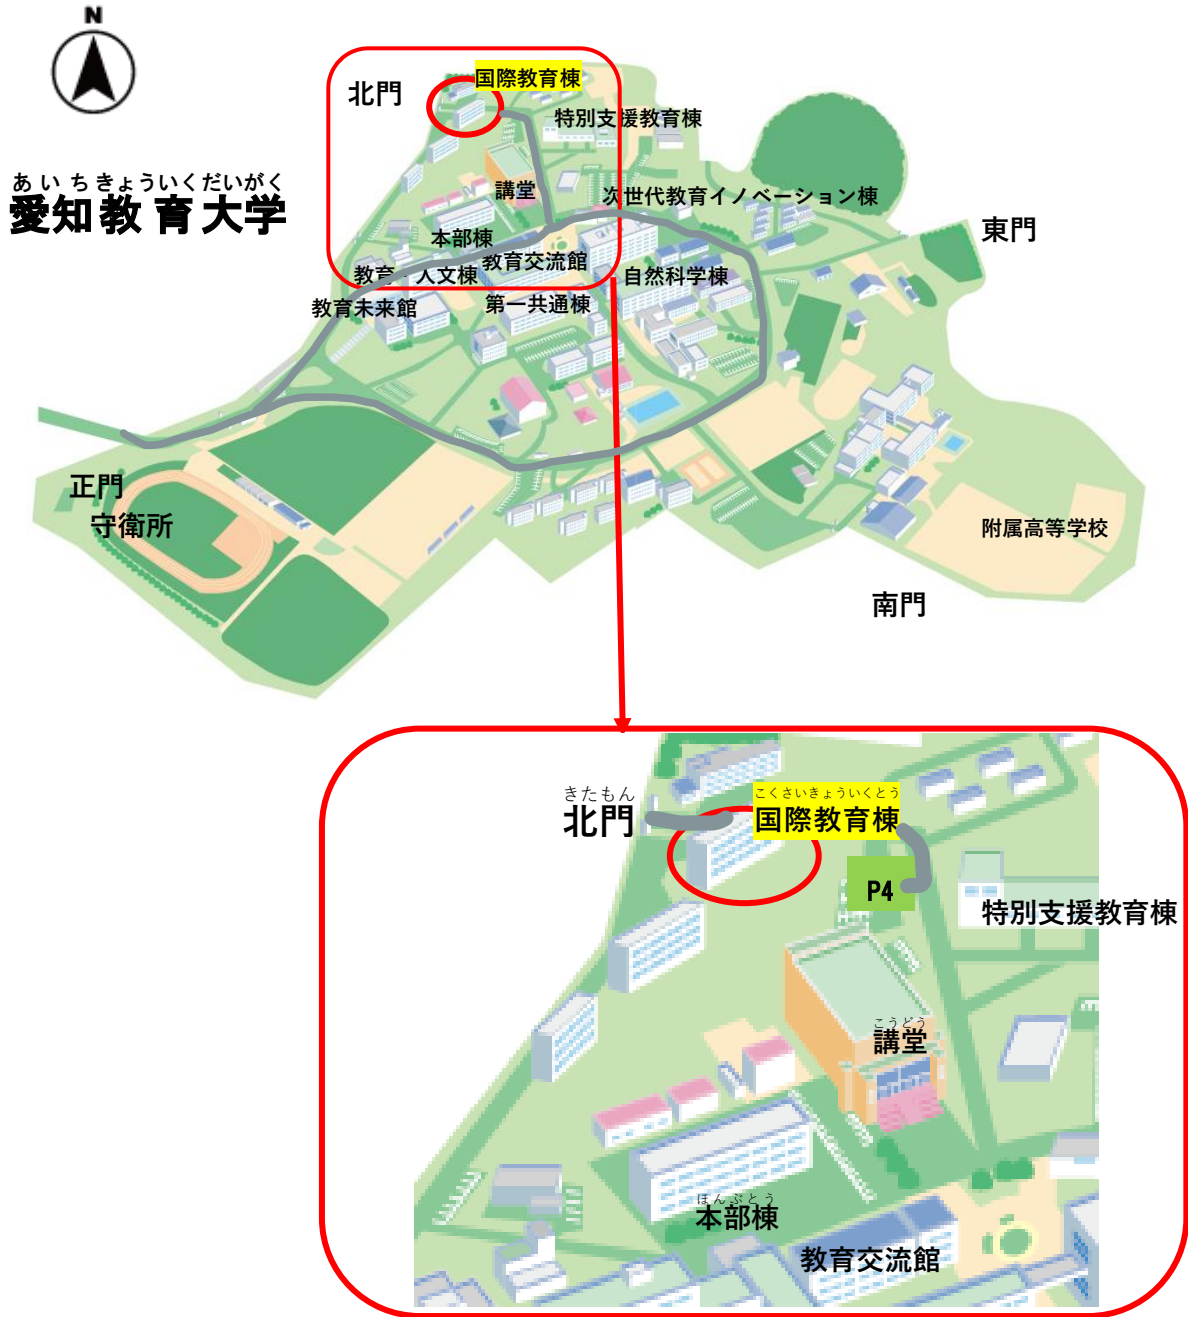 N
国際教育棟
北門
特別支援教育棟
あいちきょういくだいがく
愛知教育大学
講堂
次世代教育イノベーション棟
東門
本部棟
教育交流館
教育・人文棟
自然科学棟
教育未来館
第一共通棟
正門
守衛所
附属高等学校
南門
きたもん
北門
こくさいきょういくとう
国際教育棟
P4
特別支援教育棟
こうどう
講堂
ほんぶとう
本部棟
教育交流館